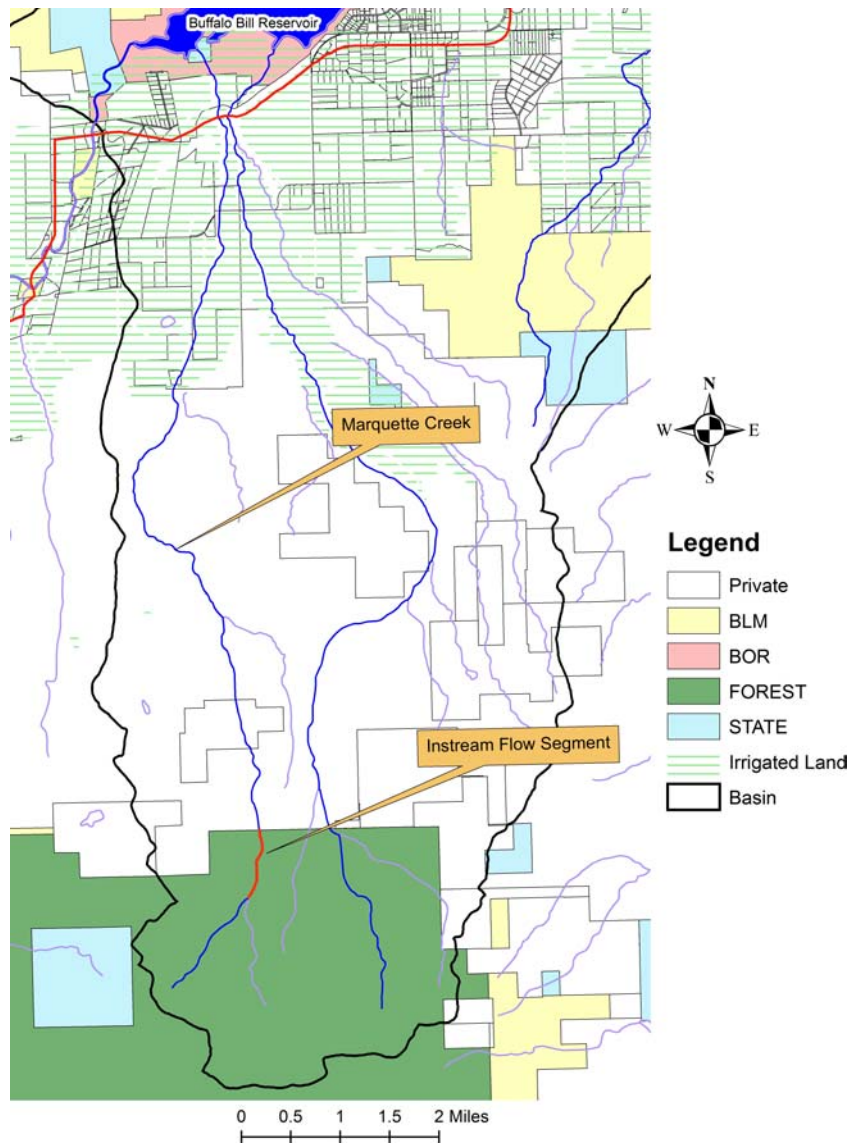 Buffalo Bill Reservoir
Marquette Creek
N
W E
S
Legend
Private
BLM
BOR
FOREST
STATE
Irrigated Land
Basin
Instream Flow Segment
0 0.5 1 1.5 2 Miles